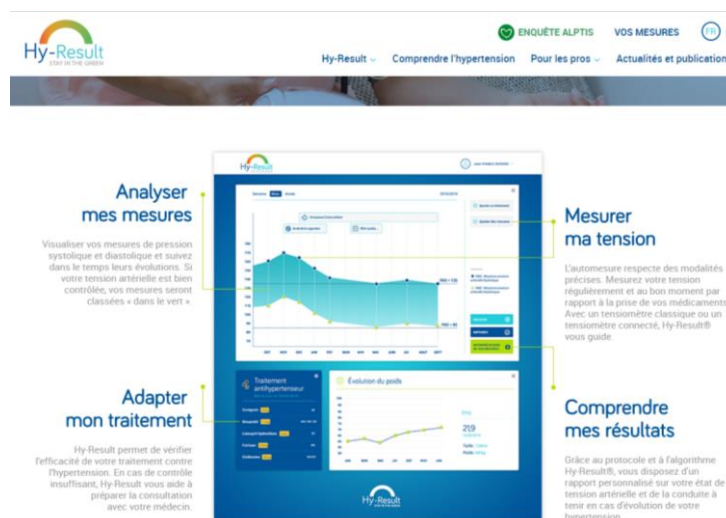 ENQUÊTE ALPTIS
VOS MESURES
FR
Hy-Result
STAY IN THE GREEN
Hy-Result
Comprendre l'hypertension
Pour les pros
Actualités et publication
Analyser
mes mesures
Visualiser vos mesures de pression
systolique et diastolique et suivez
dans le temps leurs évolutions. Si
votre tension artérielle est bien
contrôlée, vos mesures seront
classées « dans le vert ».
Adapter
mon traitement
Hy-Result permet de vérifier
l'efficacité de votre traitement contre
l'hypertension. En cas de contrôle
insuffisant, Hy-Result vous aide à
préparer la consultation
avec votre médecin.
Hy-Result
Traitement
antihypertenseur
Évolution du poids
219
Hy-Result
Mesurer
ma tension
L'automesure respecte des modalités
précises. Mesurez votre tension
régulièrement et au bon moment par
rapport à la prise de vos médicaments
Avec un tensiomètre classique ou un
tensiomètre connecté, Hy-Result®
vous guide.
Comprendre
mes résultats
Grâce au protocole et à l'algorithme
Hy-Result®, vous disposez d'un
rapport personnalisé sur votre état de
tension artérielle et de la conduite à
tenir en cas d'évolution de votre
hypertension